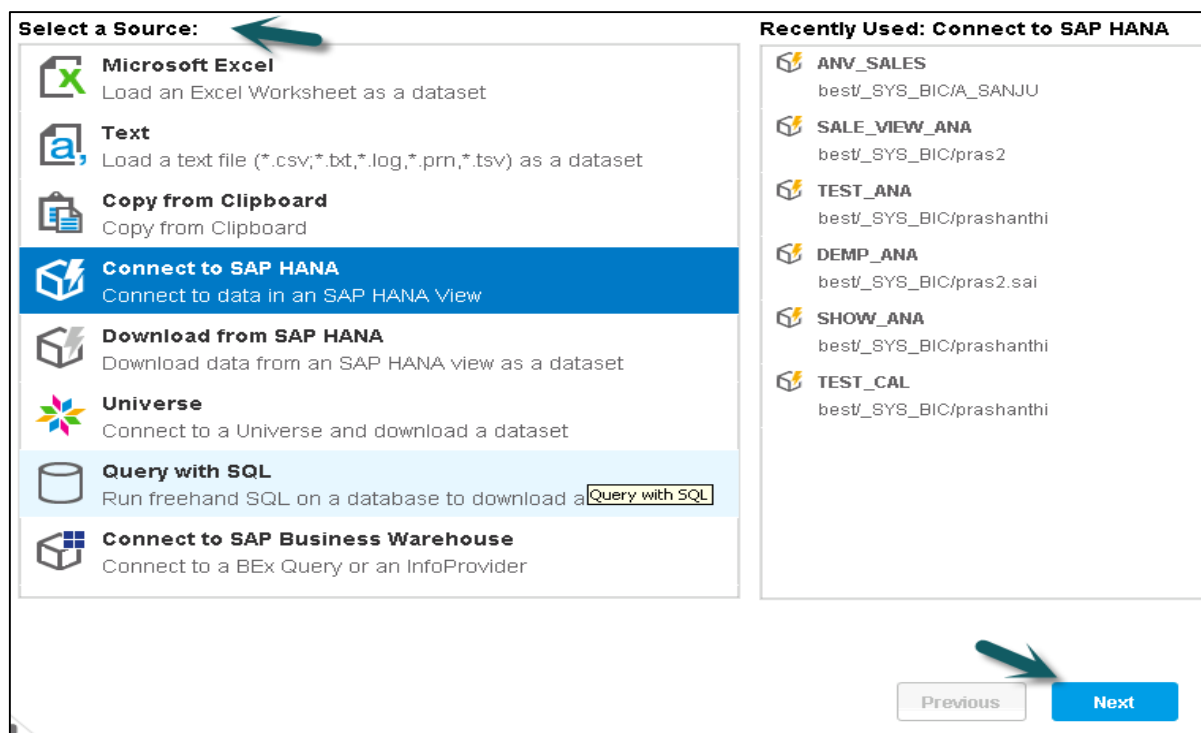 Select a Source:
Microsoft Excel
Load an Excel Worksheet as a dataset
Text
Load a text file (*.csv;*.txt,*.log,*.prn,*.tsv) as a dataset
Copy from Clipboard
Copy from Clipboard
Connect to SAP HANA
Connect to data in an SAP HANA View
Download from SAP HANA
Download data from an SAP HANA view as a dataset
Universe
Connect to a Universe and download a dataset
Query with SQL
Run freehand SQL on a database to download a
Query with SQL
Connect to SAP Business Warehouse
Connect to a BEx Query or an InfoProvider
Recently Used: Connect to SAP HANA
ANV_SALES
best/_SYS_BIC/A_SANJU
SALE_VIEW_ANA
best/_SYS_BIC/pras2
TEST_ANA
best/_SYS_BIC/prashanthi
DEMP_ANA
best/_SYS_BIC/pras2.sai
SHOW_ANA
best/_SYS_BIC/prashanthi
TEST_CAL
best/_SYS_BIC/prashanthi
Previous
Next